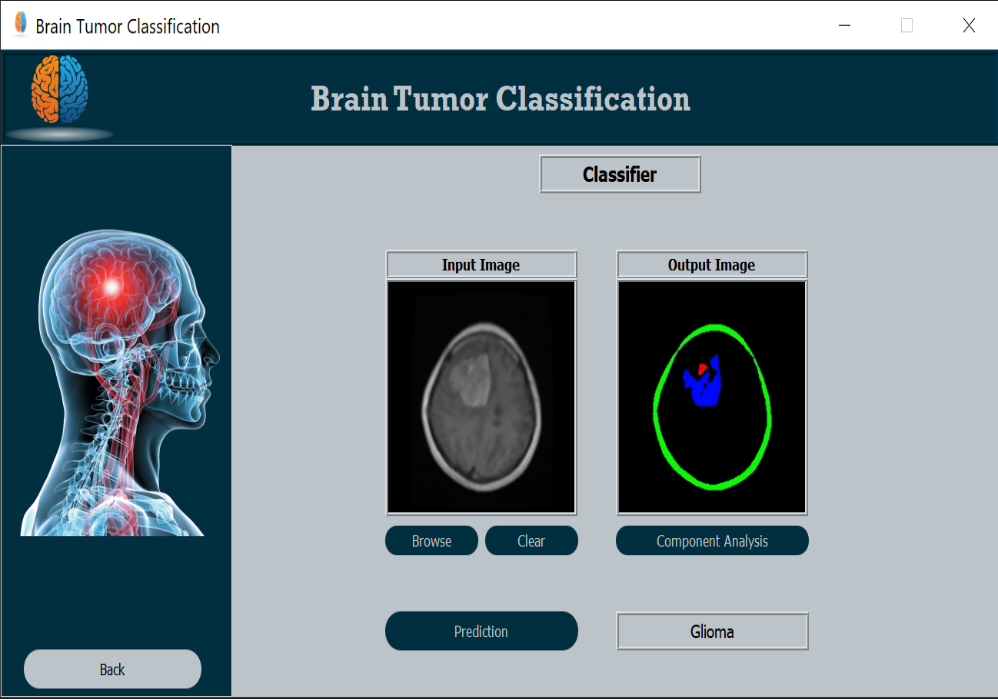 Brain Tumor Classification
Brain Tumor Classification
Classifier
Input Image
Output Image
Browse
Clear
Component Analysis
Prediction
Glioma
Back